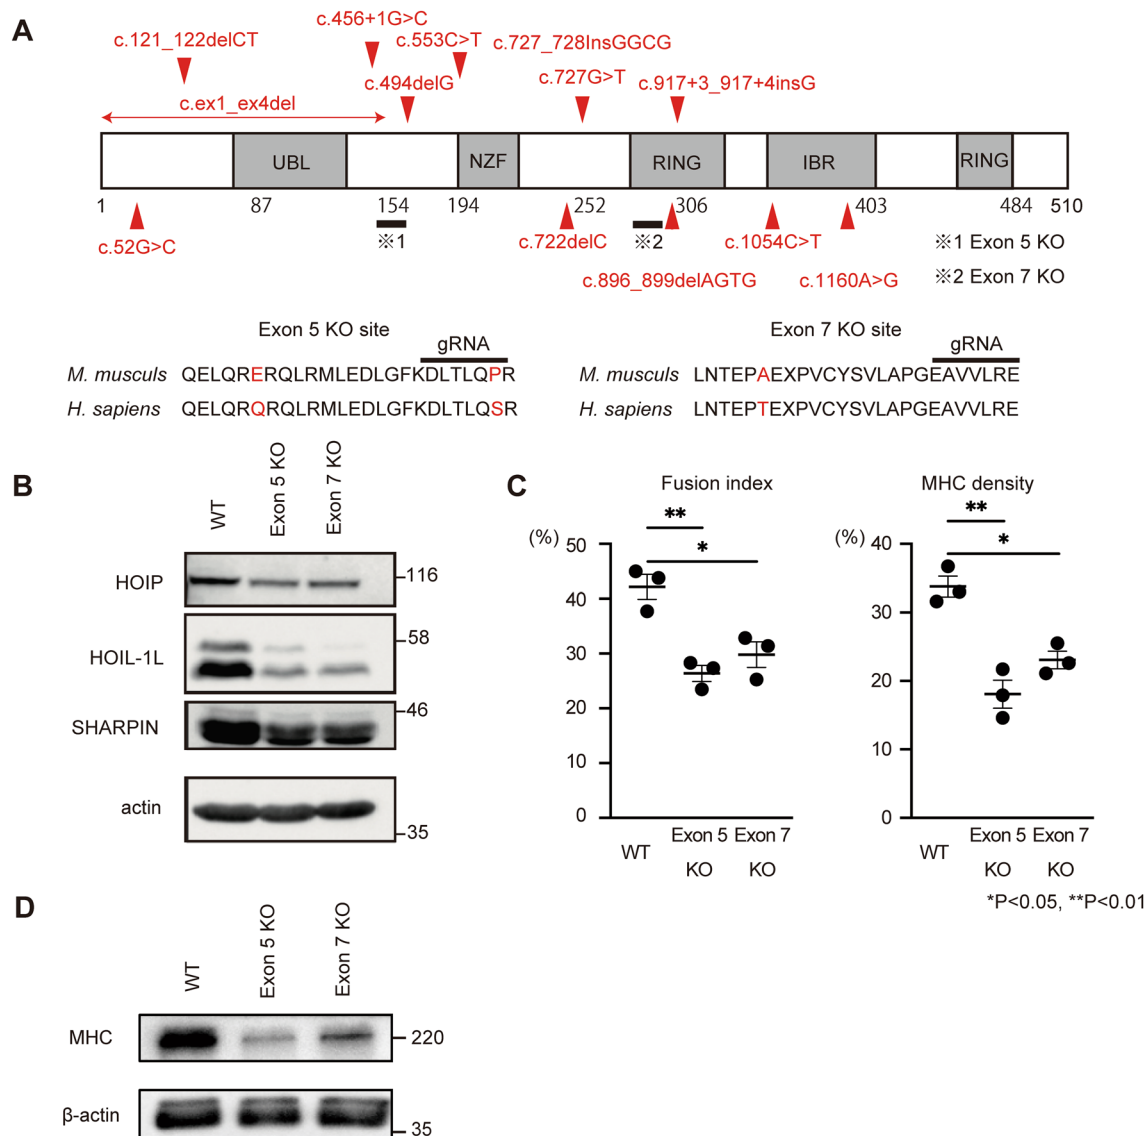 A
c.456+1G>C
c.121_122delCT
c.553C>T
c.727_728InsGGCG
c.494delG
c.727G>T
c.917+3_917+4insG
c.ex1_ex4del
UBL
NZF
RING
IBR
RING
1
87
154
194
252
306
403
484
510
c.52G>C
※1
c.722delC
※2
c.1054C>T
※1 Exon 5 KO
c.896_899delAGTG
c.1160A>G
※2 Exon 7 KO
Exon 5 KO site
Exon 7 KO site
gRNA
gRNA
M. musculs QELQRERQLRMLEDLGFKDLTLQPR
M. musculs LNTEPAEXPVCYSVLAPGEAVVLRE
H. sapiens QELQRQRQLRMLEDLGFKDLTLQSR
H. sapiens LNTEPTEXPVCYSVLAPGEAVVLRE
B
WT
Exon 5 KO
Exon 7 KO
HOIP
116
HOIL-1L
58
SHARPIN
46
actin
35
C
Fusion index
**
*
(%)
50
40
30
20
10
0
WT
Exon 5
KO
Exon 7
KO
MHC density
**
*
(%)
40
30
20
10
0
WT
Exon 5
KO
Exon 7
KO
*P<0.05, **P<0.01
D
WT
Exon 5 KO
Exon 7 KO
MHC
220
β-actin
35